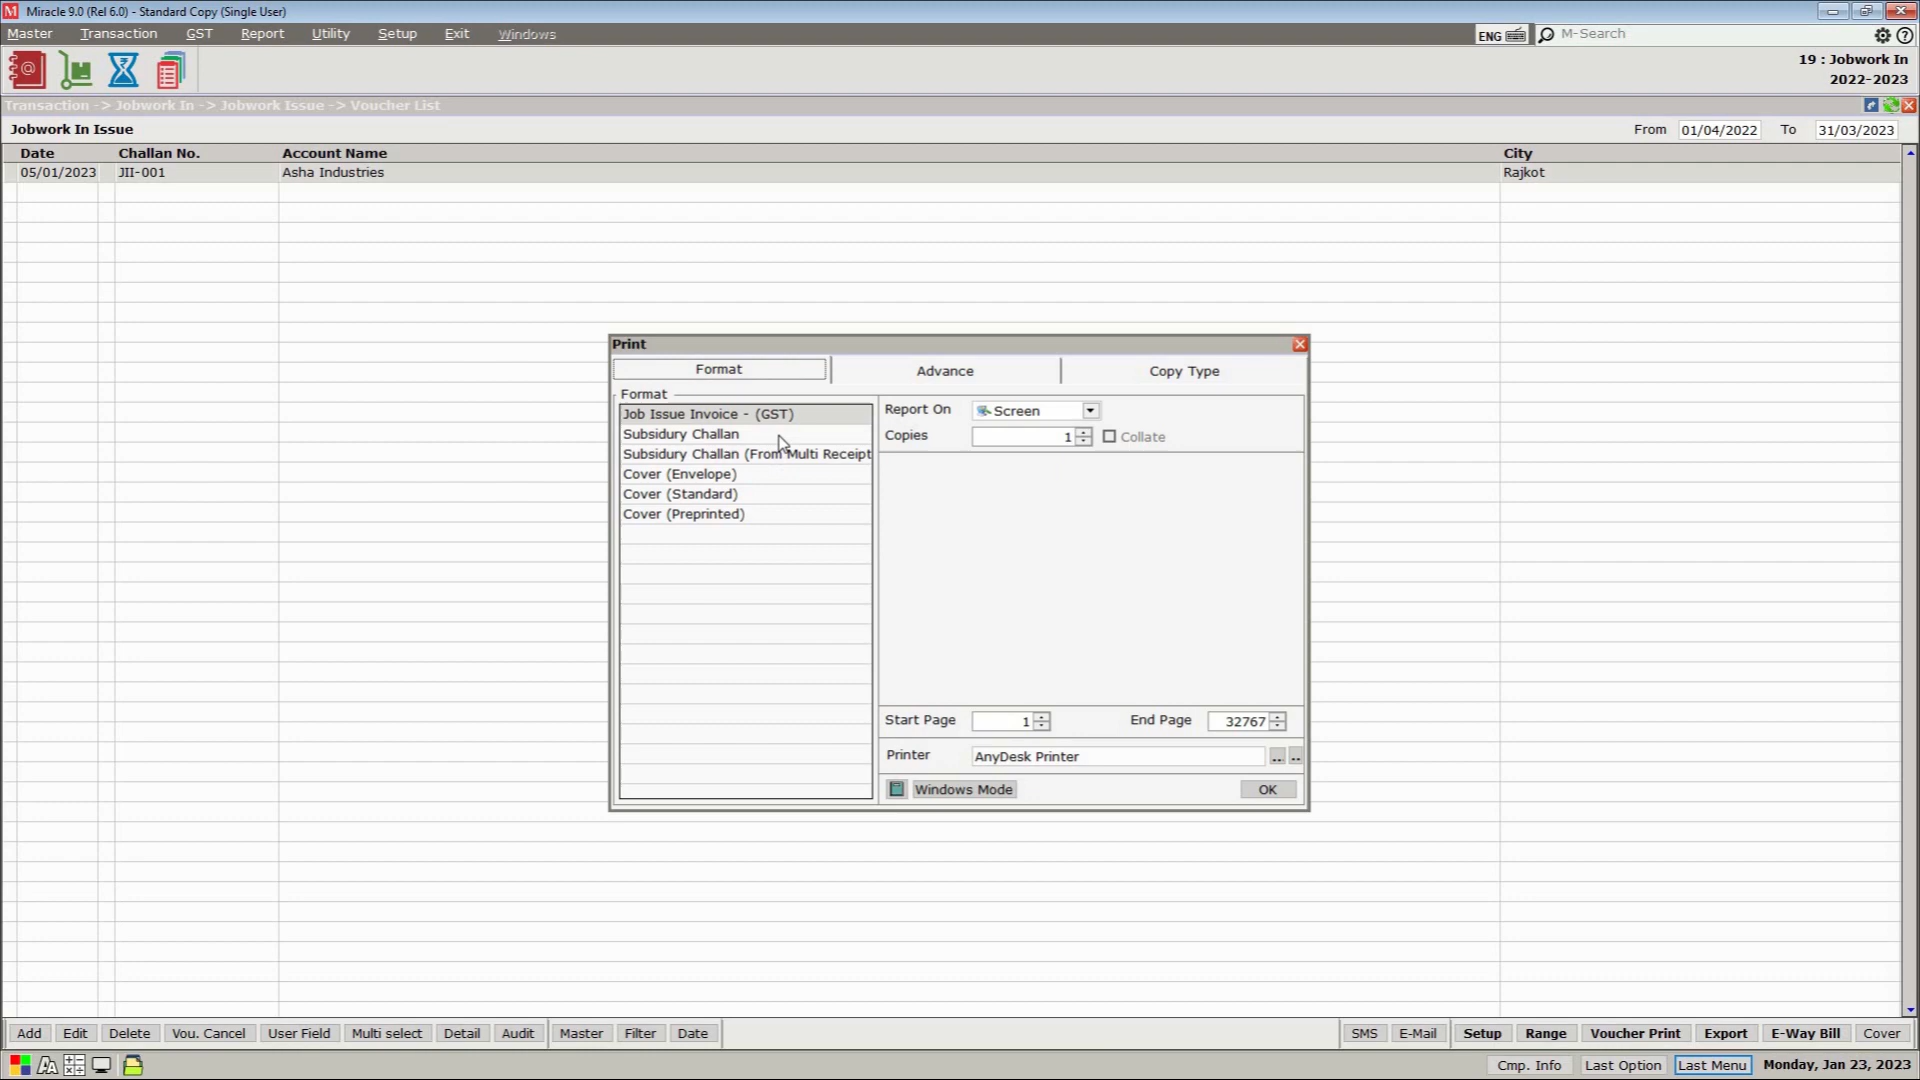 Miracle 9.0 (Rel 6.0) - Standard Copy (Single User)
Master Transaction GST Report Utility Setup Exit Windows ENG M-Search
19 : Jobwork In
2022-2023
Transaction -> Jobwork In -> Jobwork Issue -> Voucher List
Jobwork In Issue From 01/04/2022 To 31/03/2023
Date Challan No. Account Name City
05/01/2023 JII-001 Asha Industries Rajkot
Print
Format Advance Copy Type
Format
Job Issue Invoice - (GST)
Subsidury Challan
Subsidury Challan (From Multi Receipt
Cover (Envelope)
Cover (Standard)
Cover (Preprinted)
Report On Screen
Copies 1 Collate
Start Page 1 End Page 32767
Printer AnyDesk Printer .. ..
Windows Mode OK
Add Edit Delete Vou. Cancel User Field Multi select Detail Audit Master Filter Date SMS E-Mail Setup Range Voucher Print Export E-Way Bill Cover
Cmp. Info Last Option Last Menu Monday, Jan 23, 2023